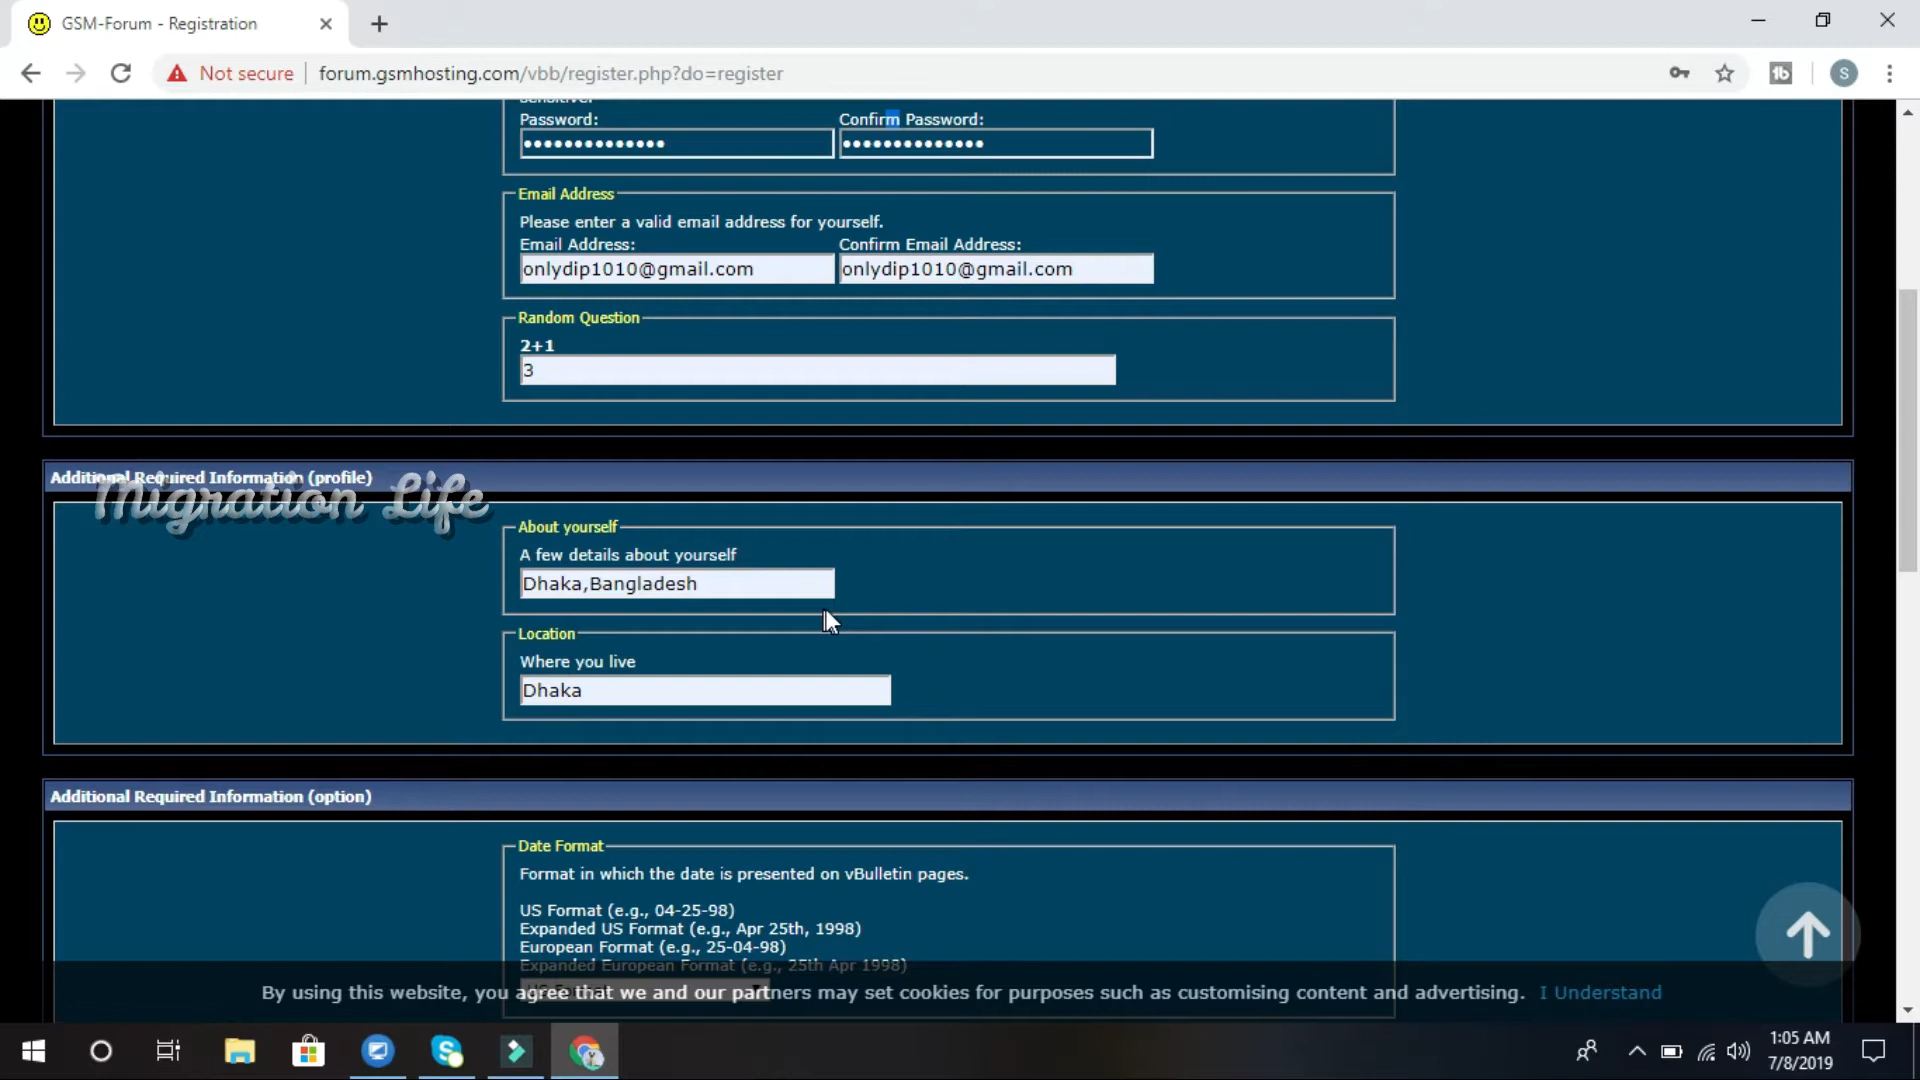 GSM-Forum - Registration
Not secure
forum.gsmhosting.com/vbb/register.php?do=register
S
sensitive.
Password:
Confirm Password:
••••••••••••••
••••••••••••••
Email Address
Please enter a valid email address for yourself.
Email Address:
Confirm Email Address:
onlydip1010@gmail.com
onlydip1010@gmail.com
Random Question
2+1
3
Additional Required Information (profile)
Migration Life
About yourself
A few details about yourself
Dhaka,Bangladesh
Location
Where you live
Dhaka
Additional Required Information (option)
Date Format
Format in which the date is presented on vBulletin pages.
US Format (e.g., 04-25-98)
Expanded US Format (e.g., Apr 25th, 1998)
European Format (e.g., 25-04-98)
Expanded European Format (e.g., 25th Apr 1998)
By using this website, you agree that we and our partners may set cookies for purposes such as customising content and advertising. I Understand
1:05 AM
7/8/2019